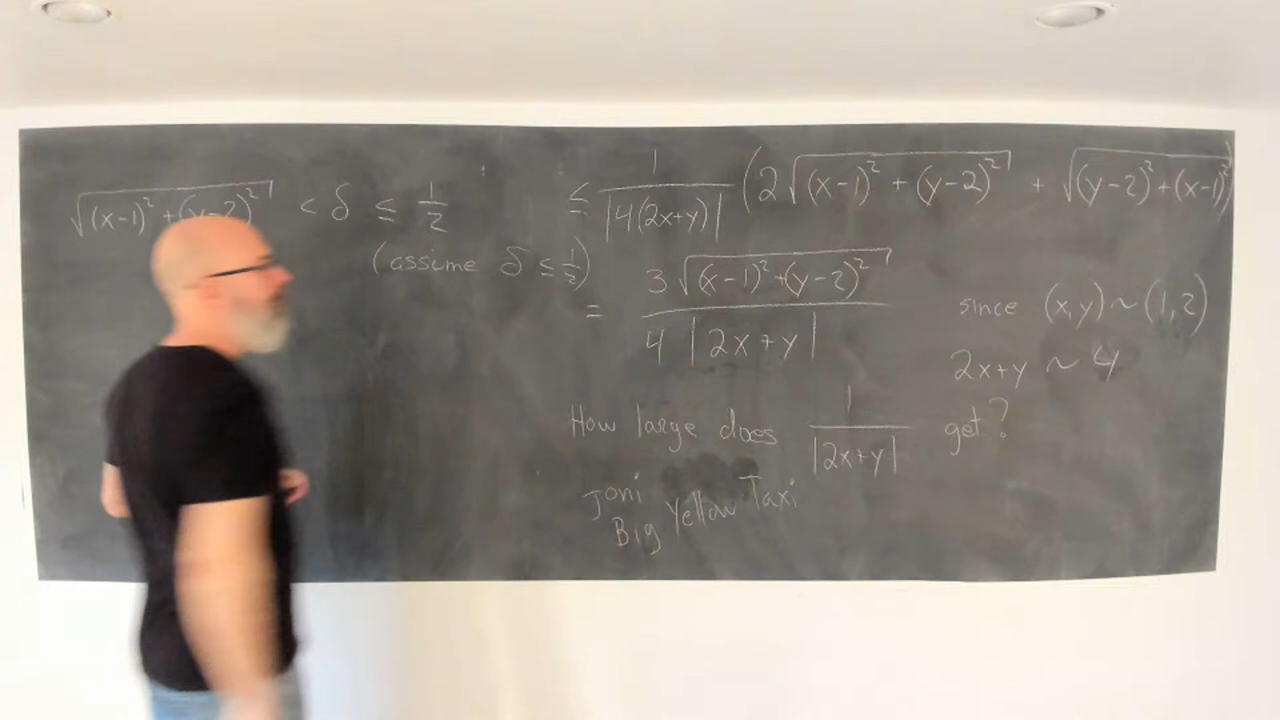 √((x-1)² + (y-2)²) < δ ≤ 1/2
(assume δ ≤ 1/2)
≤ 1/|4(2x+y)| (2√((x-1)² + (y-2)²) + √((y-2)² + (x-1)²))
= 3√((x-1)² + (y-2)²) / 4|2x+y|
since (x,y) ~ (1,2)
2x+y ~ 4
How large does 1/|2x+y| get?
Joni
Big Yellow Taxi